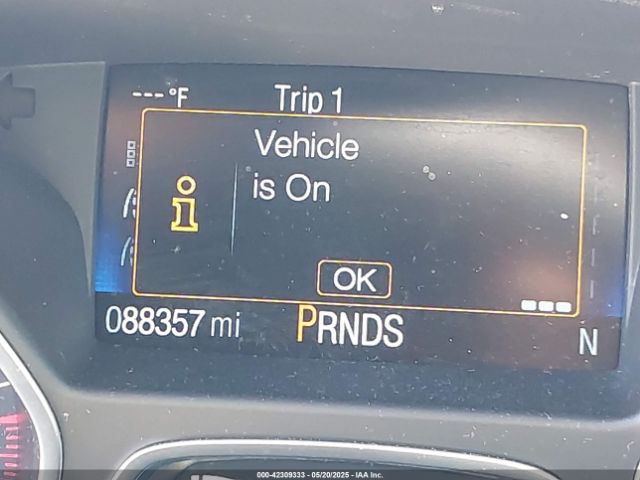 ---°F Trip 1
Vehicle
is On
i
OK
088357 mi PRNDS N
000-42309333 - 05/20/2025 - IAA Inc.